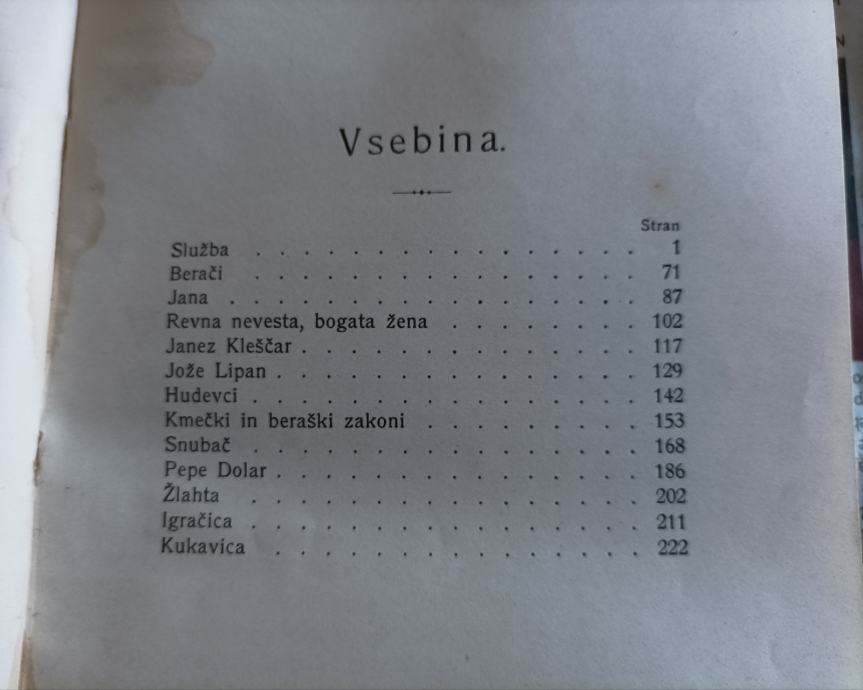 Vsebina.
Stran
Služba . . . . . . . . . . . . . . . . 1
Berači . . . . . . . . . . . . . . . . 71
Jana . . . . . . . . . . . . . . . . . 87
Revna nevesta, bogata žena . . . . . . . . 102
Janez Kleščar . . . . . . . . . . . . . . 117
Jože Lipan . . . . . . . . . . . . . . . 129
Hudevci . . . . . . . . . . . . . . . . 142
Kmečki in beraški zakoni . . . . . . . . . 153
Snubač . . . . . . . . . . . . . . . . 168
Pepe Dolar . . . . . . . . . . . . . . . 186
Žlahta . . . . . . . . . . . . . . . . 202
Igračica . . . . . . . . . . . . . . . . 211
Kukavica . . . . . . . . . . . . . . . 222